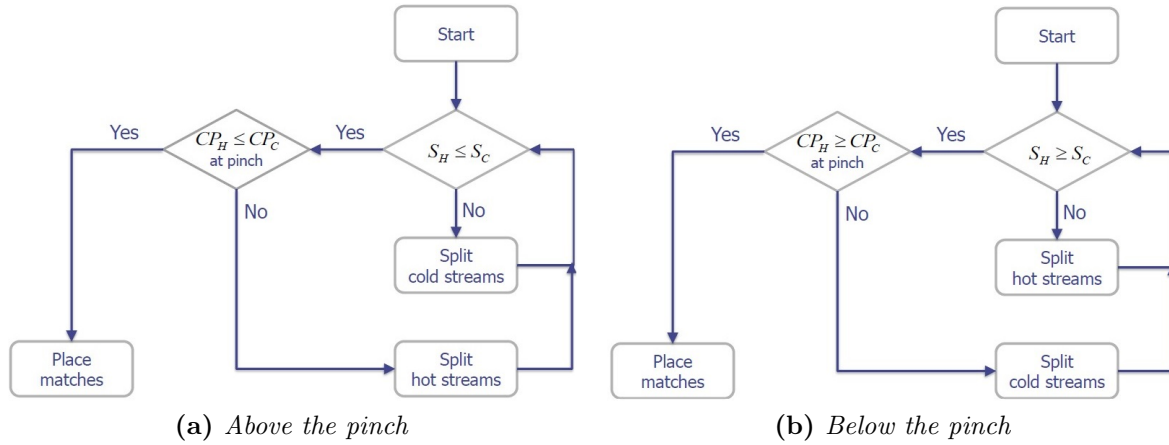 Start
Yes
CP_H ≤ CP_C
at pinch
Yes
S_H ≤ S_C
No
No
Split
cold streams
Place
matches
Split
hot streams
(a) Above the pinch
Start
Yes
CP_H ≥ CP_C
at pinch
Yes
S_H ≥ S_C
No
No
Split
hot streams
Place
matches
Split
cold streams
(b) Below the pinch